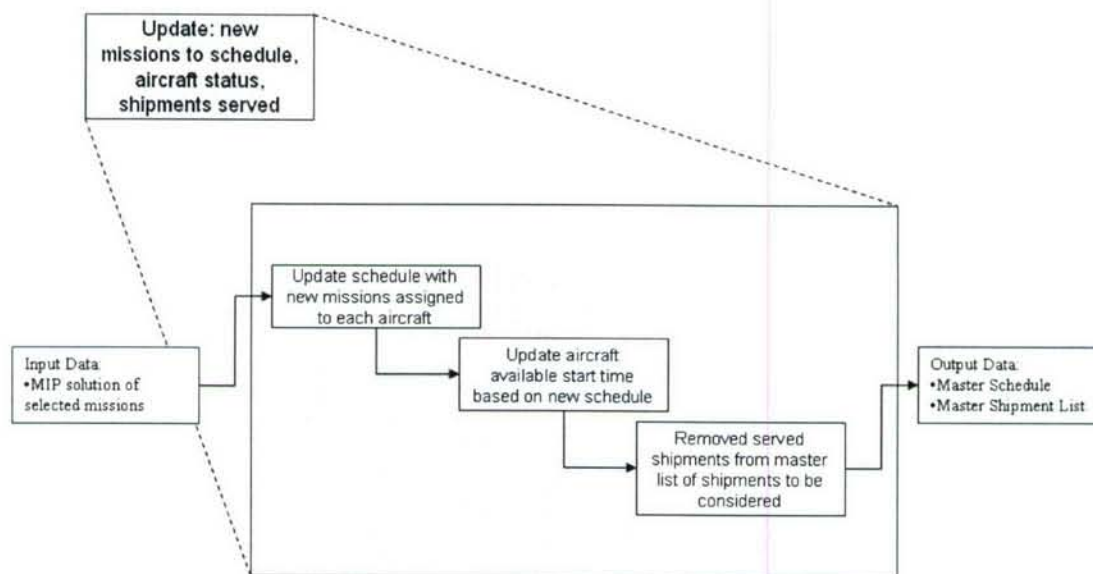 Update: new
missions to schedule,
aircraft status,
shipments served
Update schedule with
new missions assigned
to each aircraft
Input Data:
•MIP solution of
selected missions
Update aircraft
available start time
based on new schedule
Output Data:
•Master Schedule
•Master Shipment List
Removed served
shipments from master
list of shipments to be
considered